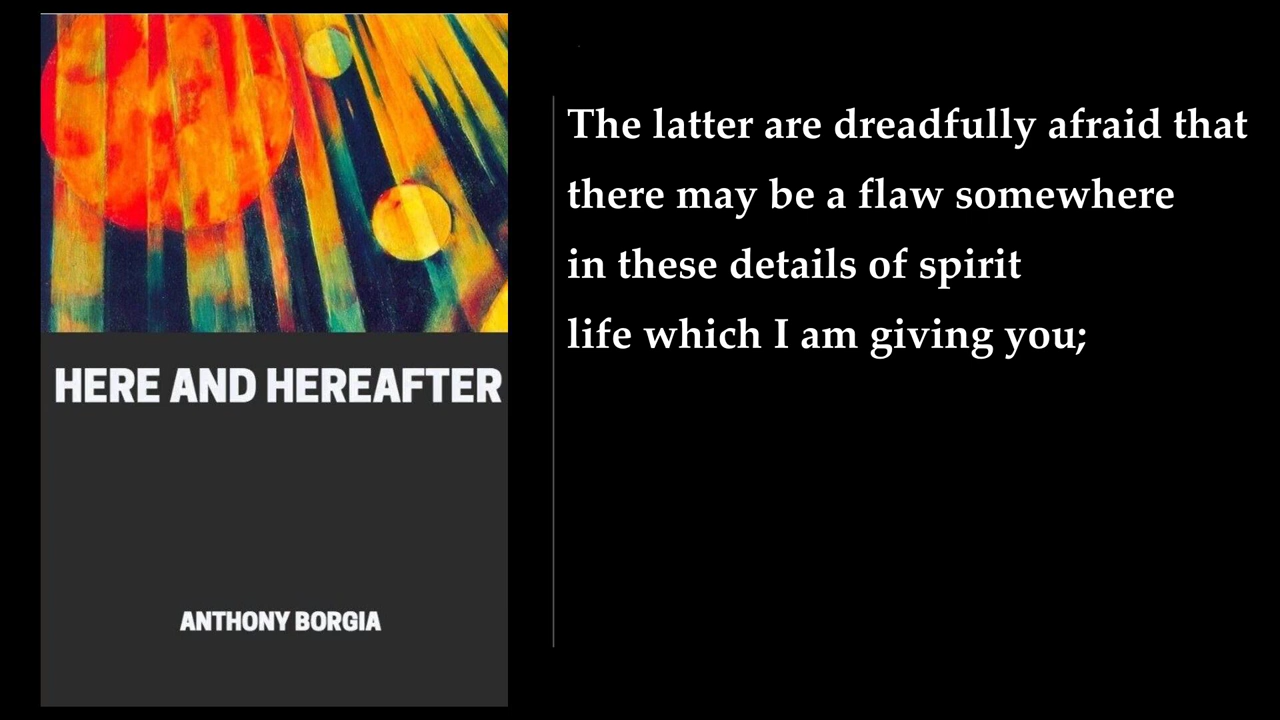 HERE AND HEREAFTER
ANTHONY BORGIA
The latter are dreadfully afraid that
there may be a flaw somewhere
in these details of spirit
life which I am giving you;